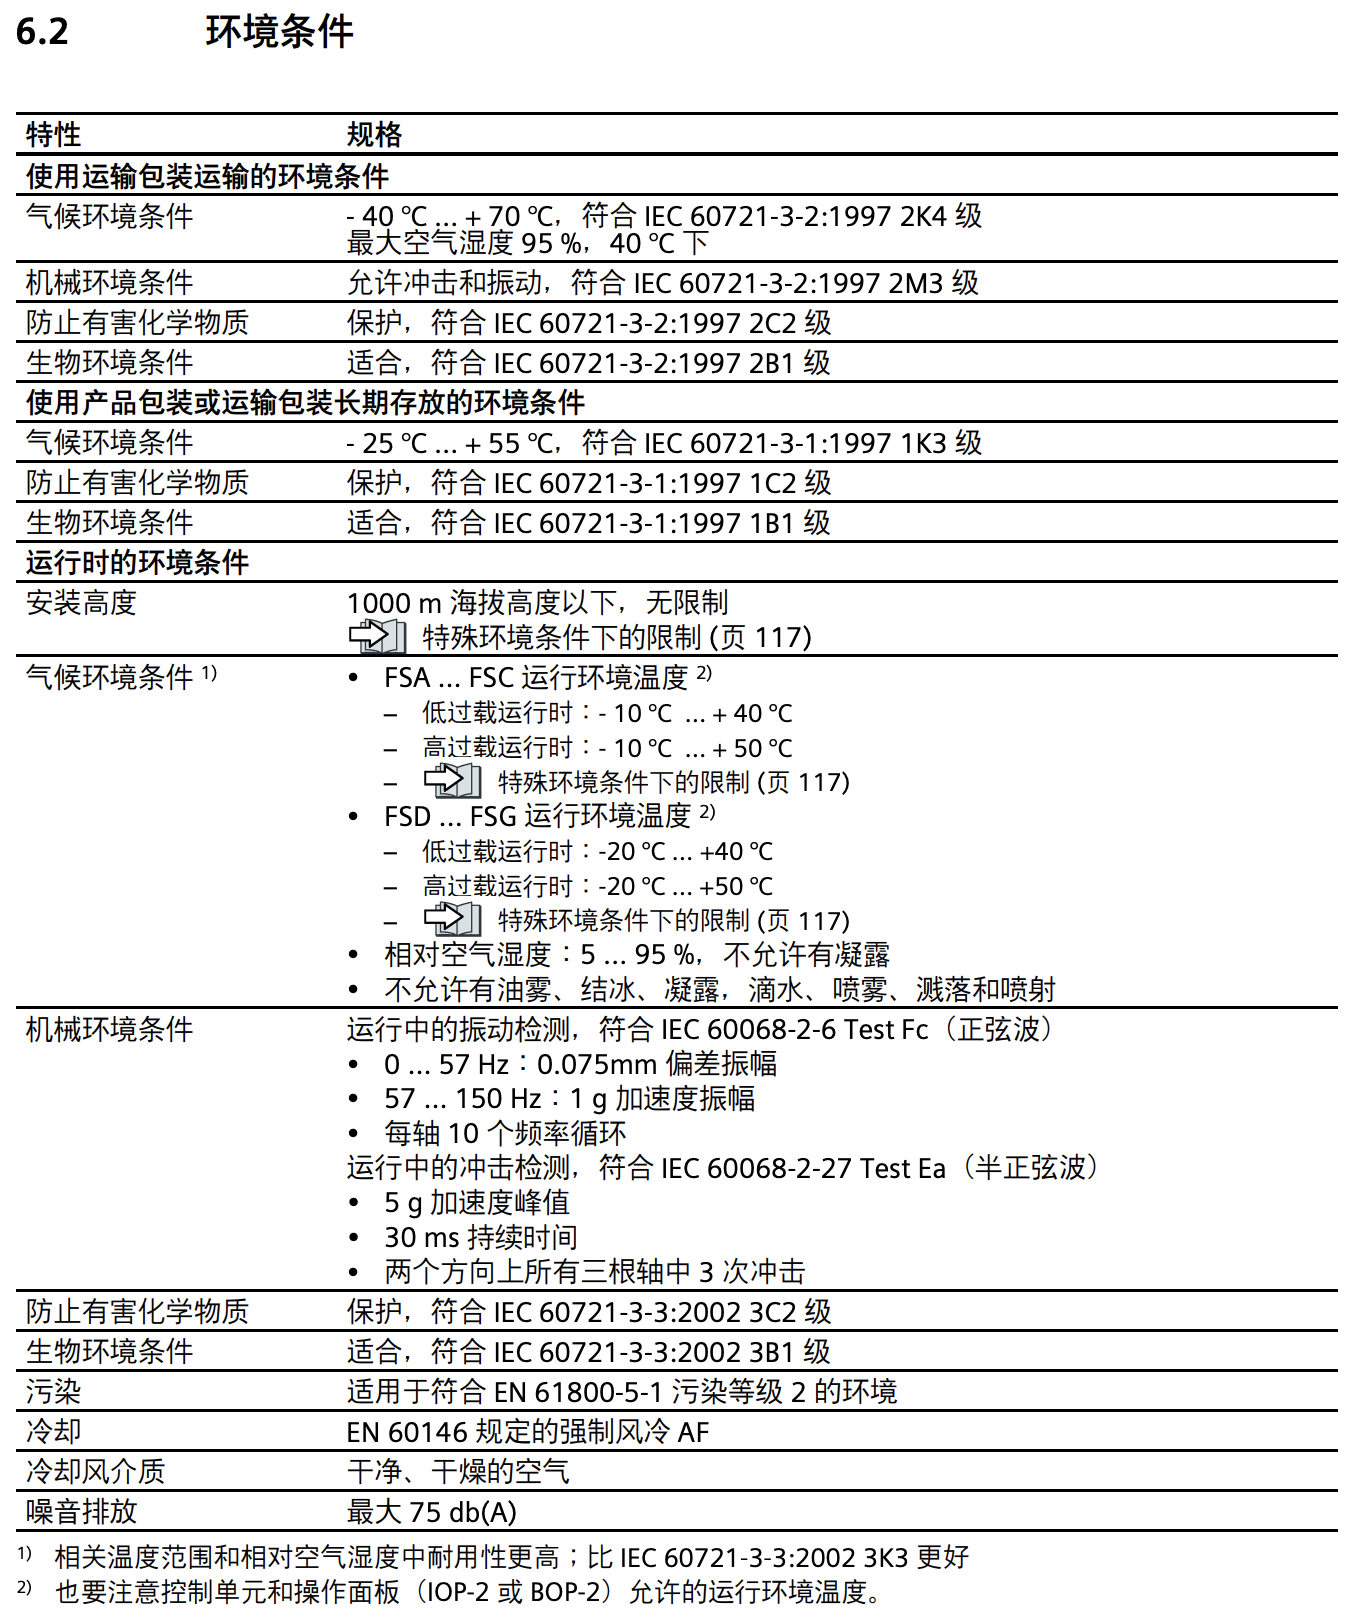 6.2 环境条件
特性 规格
使用运输包装运输的环境条件
气候环境条件 - 40 ℃ ... + 70 ℃，符合 IEC 60721-3-2:1997 2K4 级
最大空气湿度 95 %，40 ℃ 下
机械环境条件 允许冲击和振动，符合 IEC 60721-3-2:1997 2M3 级
防止有害化学物质 保护，符合 IEC 60721-3-2:1997 2C2 级
生物环境条件 适合，符合 IEC 60721-3-2:1997 2B1 级
使用产品包装或运输包装长期存放的环境条件
气候环境条件 - 25 ℃ ... + 55 ℃，符合 IEC 60721-3-1:1997 1K3 级
防止有害化学物质 保护，符合 IEC 60721-3-1:1997 1C2 级
生物环境条件 适合，符合 IEC 60721-3-1:1997 1B1 级
运行时的环境条件
安装高度 1000 m 海拔高度以下，无限制
特殊环境条件下的限制 (页 117)
气候环境条件 1) • FSA ... FSC 运行环境温度 2)
– 低过载运行时：- 10 ℃ ... + 40 ℃
– 高过载运行时：- 10 ℃ ... + 50 ℃
– 特殊环境条件下的限制 (页 117)
• FSD ... FSG 运行环境温度 2)
– 低过载运行时：-20 ℃ ... +40 ℃
– 高过载运行时：-20 ℃ ... +50 ℃
– 特殊环境条件下的限制 (页 117)
• 相对空气湿度：5 ... 95 %，不允许有凝露
• 不允许有油雾、结冰、凝露，滴水、喷雾、溅落和喷射
机械环境条件 运行中的振动检测，符合 IEC 60068-2-6 Test Fc（正弦波）
• 0 ... 57 Hz：0.075mm 偏差振幅
• 57 ... 150 Hz：1 g 加速度振幅
• 每轴 10 个频率循环
运行中的冲击检测，符合 IEC 60068-2-27 Test Ea（半正弦波）
• 5 g 加速度峰值
• 30 ms 持续时间
• 两个方向上所有三根轴中 3 次冲击
防止有害化学物质 保护，符合 IEC 60721-3-3:2002 3C2 级
生物环境条件 适合，符合 IEC 60721-3-3:2002 3B1 级
污染 适用于符合 EN 61800-5-1 污染等级 2 的环境
冷却 EN 60146 规定的强制风冷 AF
冷却风介质 干净、干燥的空气
噪音排放 最大 75 db(A)
1) 相关温度范围和相对空气湿度中耐用性更高；比 IEC 60721-3-3:2002 3K3 更好
2) 也要注意控制单元和操作面板（IOP-2 或 BOP-2）允许的运行环境温度。